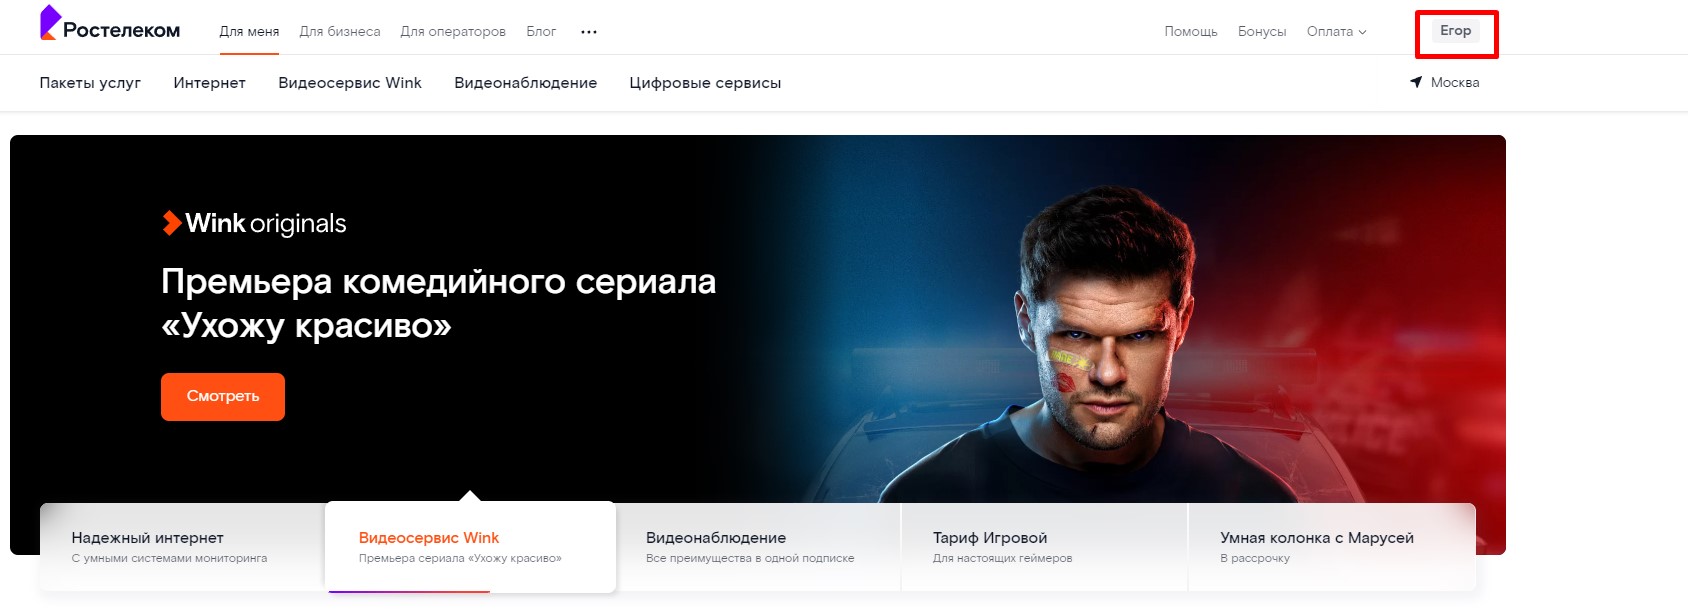 Ростелеком Для меня Для бизнеса Для операторов Блог ••• Помощь Бонусы Оплата Егор
Пакеты услуг Интернет Видеосервис Wink Видеонаблюдение Цифровые сервисы Москва
Wink originals
Премьера комедийного сериала
«Ухожу красиво»
Смотреть
Надежный интернет
С умными системами мониторинга
Видеосервис Wink
Премьера сериала «Ухожу красиво»
Видеонаблюдение
Все преимущества в одной подписке
Тариф Игровой
Для настоящих геймеров
Умная колонка с Марусей
В рассрочку